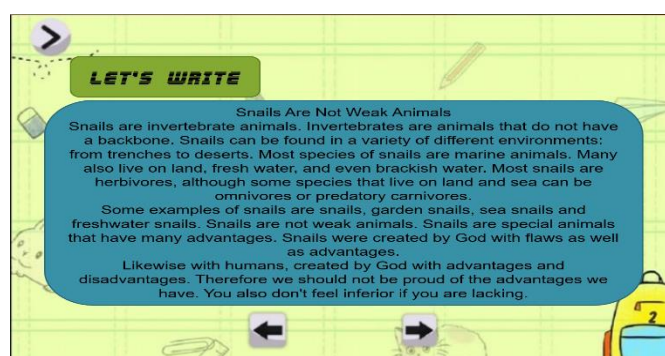 LET'S WRITE
Snails Are Not Weak Animals
Snails are invertebrate animals. Invertebrates are animals that do not have
a backbone. Snails can be found in a variety of different environments:
from trenches to deserts. Most species of snails are marine animals. Many
also live on land, fresh water, and even brackish water. Most snails are
herbivores, although some species that live on land and sea can be
omnivores or predatory carnivores.
Some examples of snails are snails, garden snails, sea snails and
freshwater snails. Snails are not weak animals. Snails are special animals
that have many advantages. Snails were created by God with flaws as well
as advantages.
Likewise with humans, created by God with advantages and
disadvantages. Therefore we should not be proud of the advantages we
have. You also don't feel inferior if you are lacking.
2